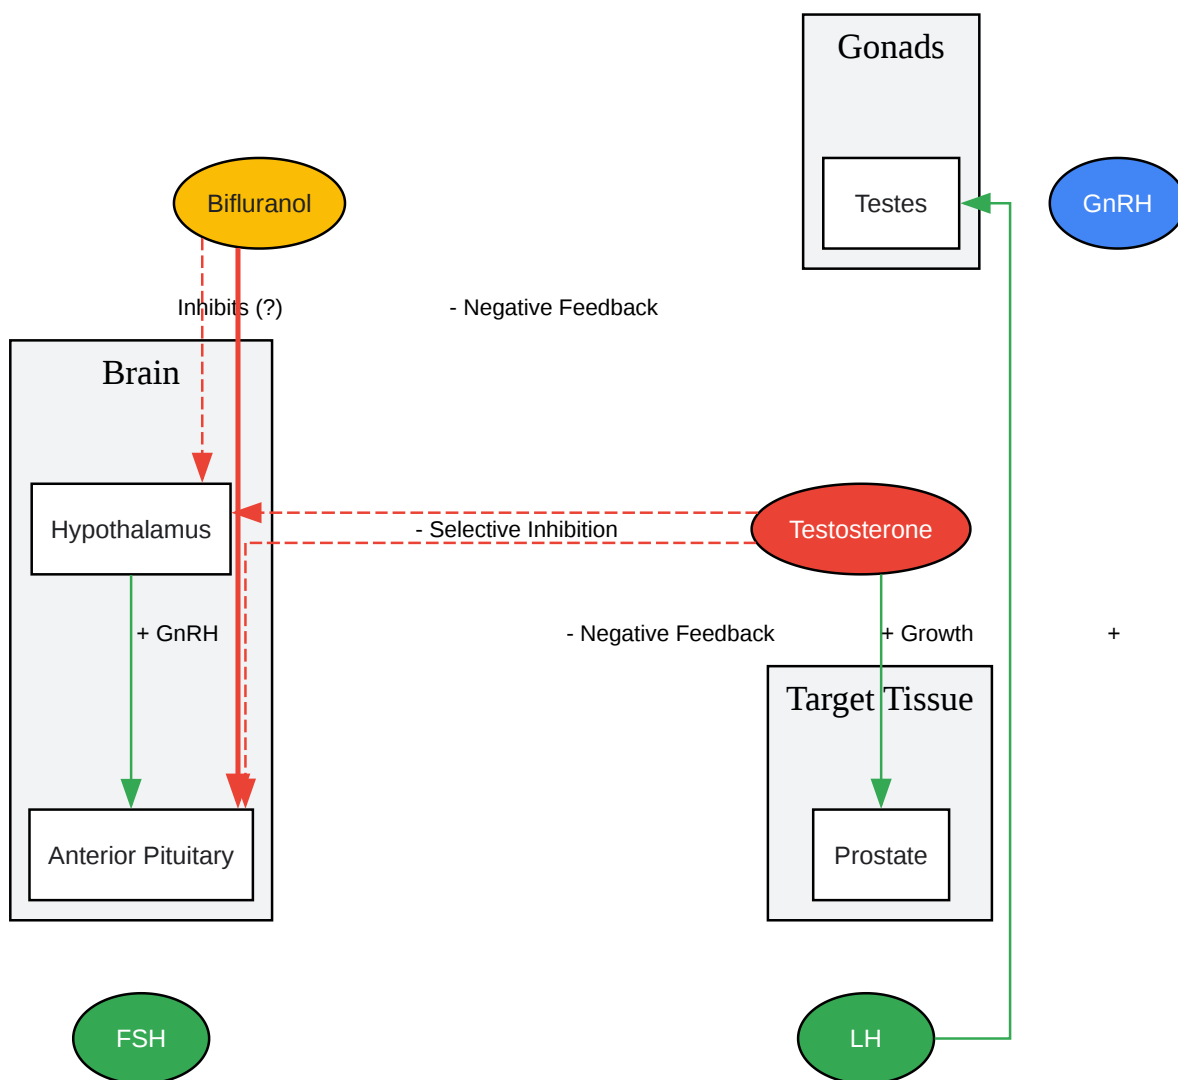 Gonads
Bifluranol
Testes
GnRH
Inhibits (?)
- Negative Feedback
Brain
Hypothalamus
- Selective Inhibition
Testosterone
+ GnRH
- Negative Feedback
+ Growth
+
Target Tissue
Anterior Pituitary
Prostate
FSH
LH